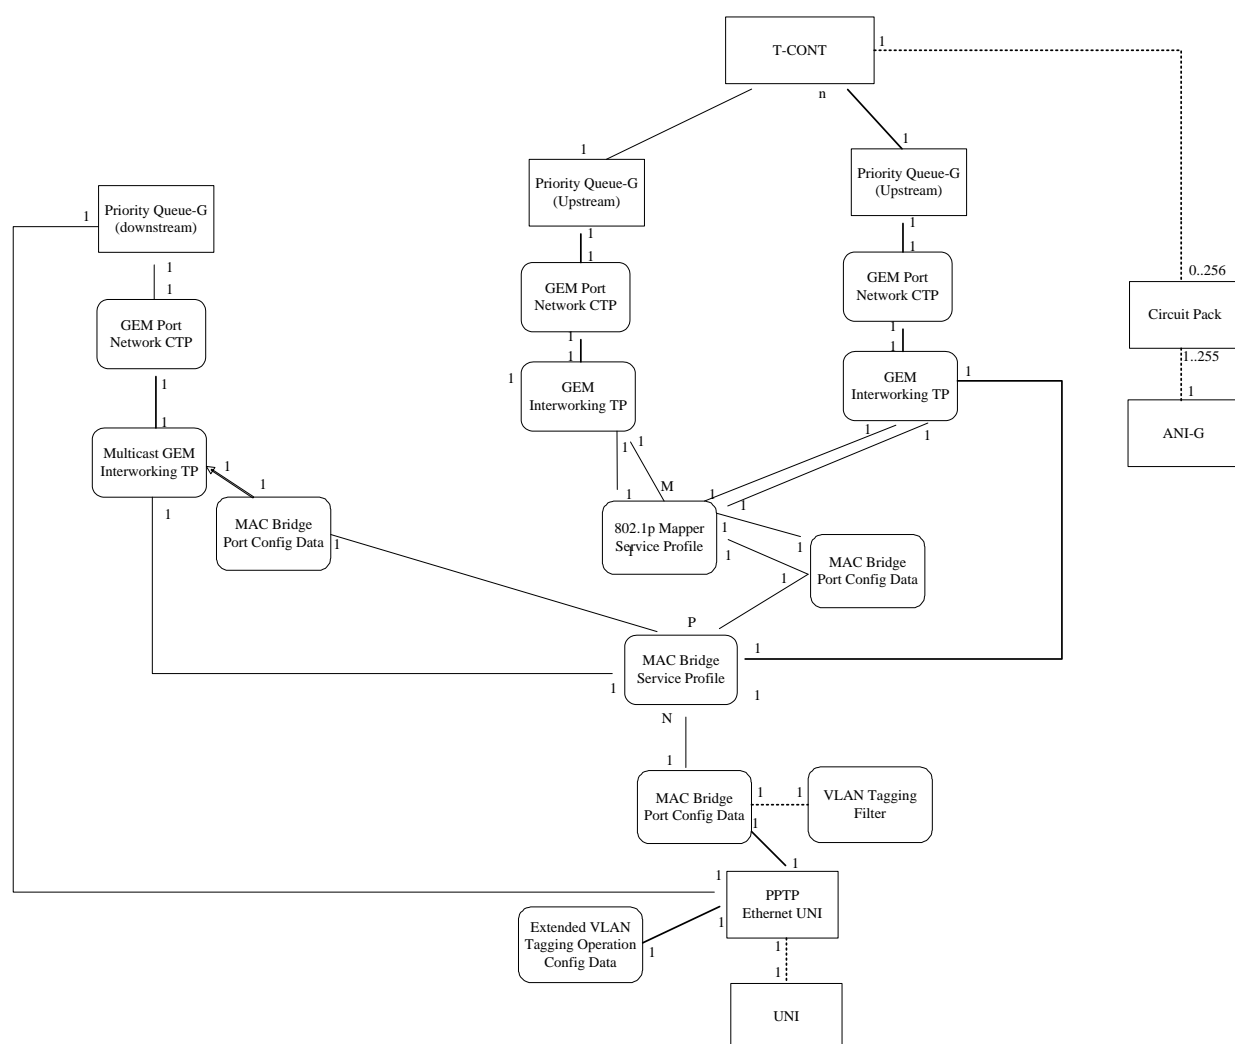 T-CONT
1
n
1
1
Priority Queue-G
(Upstream)
Priority Queue-G
(Upstream)
Priority Queue-G
(downstream)
1
1
1
1
1
1
1
1
GEM Port
Network CTP
GEM Port
Network CTP
GEM Port
Network CTP
0..256
Circuit Pack
1..255
1
ANI-G
1
1
1
1
1
1
1
1
GEM
Interworking TP
GEM
Interworking TP
1
Multicast GEM
Interworking TP
1
1
1
1
1
1
1
M
1
1
MAC Bridge
Port Config Data
1
1
802.1p Mapper
Service Profile
1
1
1
1
1
MAC Bridge
Port Config Data
1
P
MAC Bridge
Service Profile
1
1
1
N
1
MAC Bridge
Port Config Data
1
1
VLAN Tagging
Filter
1
1
1
PPTP
Ethernet UNI
1
Extended VLAN
Tagging Operation
Config Data
1
1
1
UNI